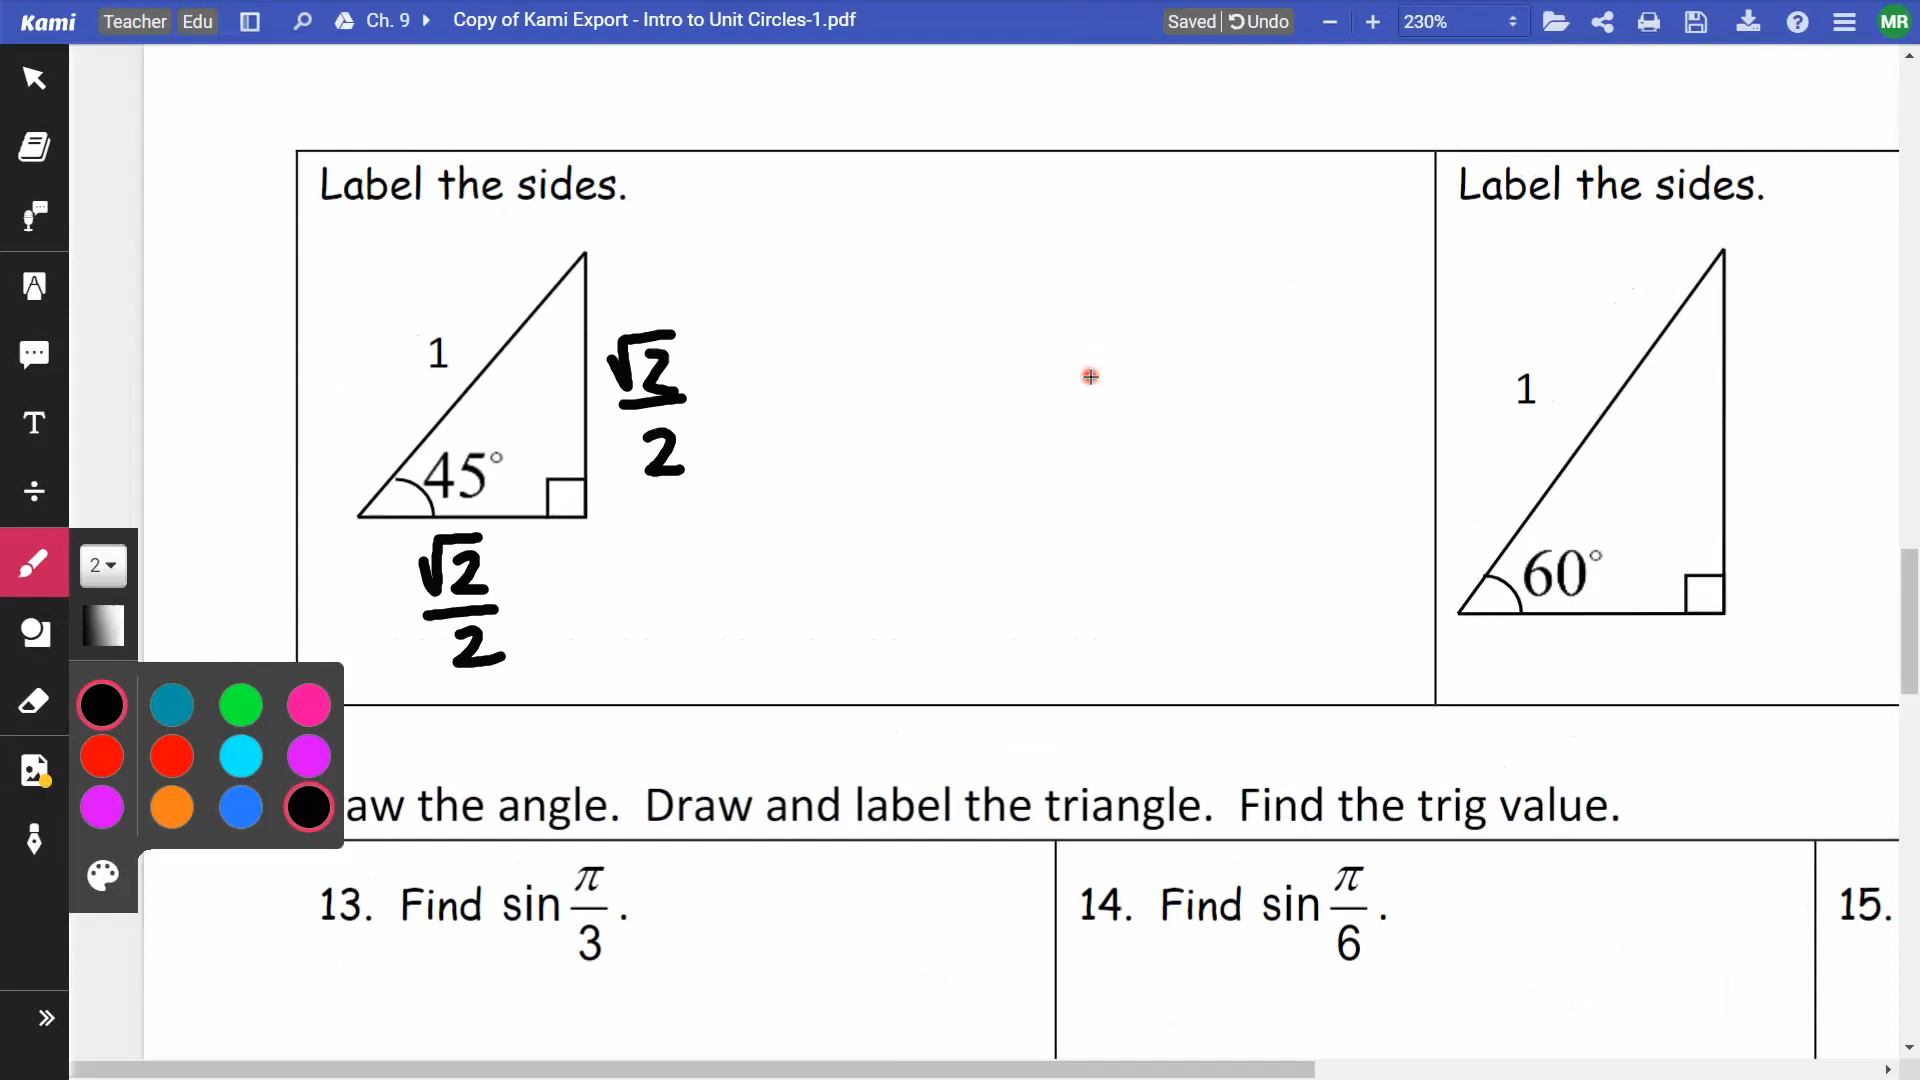 Kami Teacher Edu Ch. 9 Copy of Kami Export - Intro to Unit Circles-1.pdf Saved Undo 230% MR
Label the sides.
Label the sides.
1
√2/2
45°
√2/2
1
60°
2
aw the angle. Draw and label the triangle. Find the trig value.
13. Find sin π/3.
14. Find sin π/6.
15.